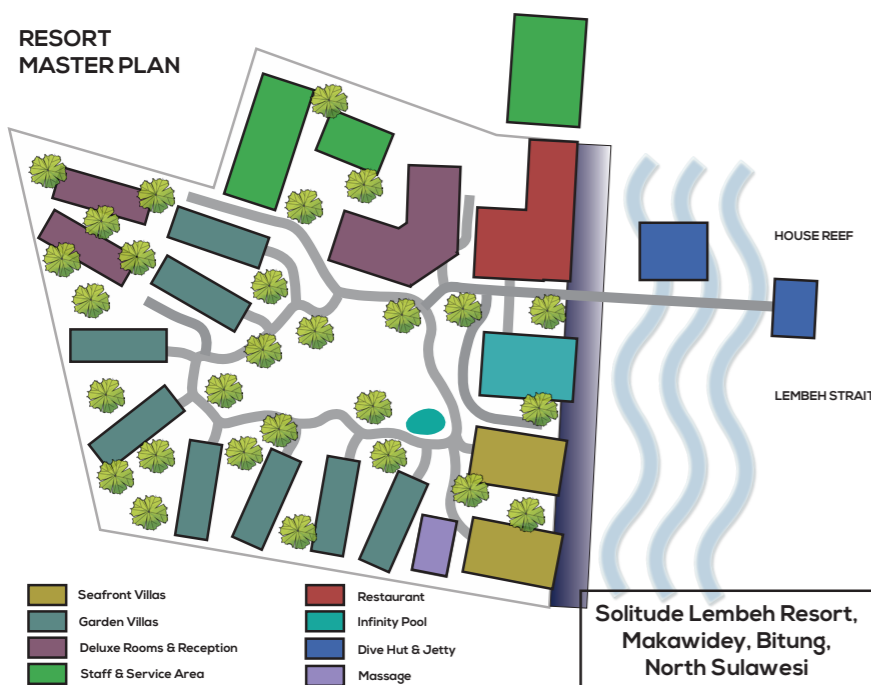 RESORT
MASTER PLAN
HOUSE REEF
LEMBEH STRAIT
Seafront Villas
Garden Villas
Deluxe Rooms & Reception
Staff & Service Area
Restaurant
Infinity Pool
Dive Hut & Jetty
Massage
Solitude Lembeh Resort,
Makawidey, Bitung,
North Sulawesi